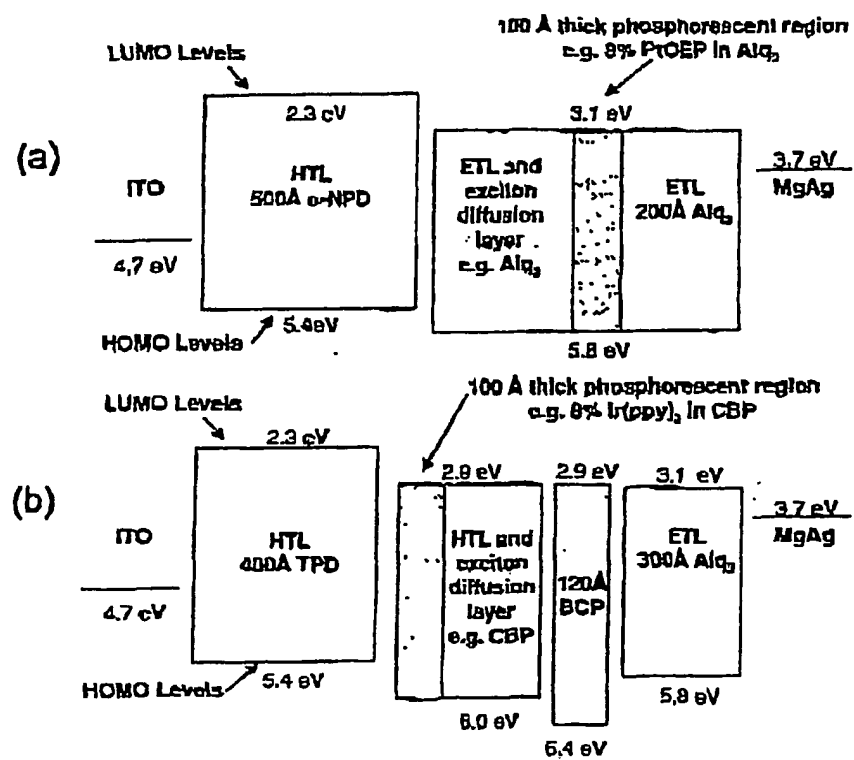 100 Å thick phosphorescent region
e.g. 8% PtOEP in Alq₃
LUMO Levels
2.3 eV
3.1 eV
(a)
ITO
HTL
500Å α-NPD
ETL and
exciton
diffusion
layer
e.g. Alq₃
ETL
200Å Alq₃
3.7 eV
MgAg
4.7 eV
5.4eV
HOMO Levels
5.8 eV
100 Å thick phosphorescent region
e.g. 8% Ir(ppy)₃ in CBP
LUMO Levels
2.3 eV
2.8 eV
2.9 eV
3.1 eV
(b)
ITO
HTL
400Å TPD
HTL and
exciton
diffusion
layer
e.g. CBP
120Å
BCP
ETL
300Å Alq₃
3.7 eV
MgAg
4.7 eV
HOMO Levels
5.4 eV
6.0 eV
5.8 eV
6.4 eV